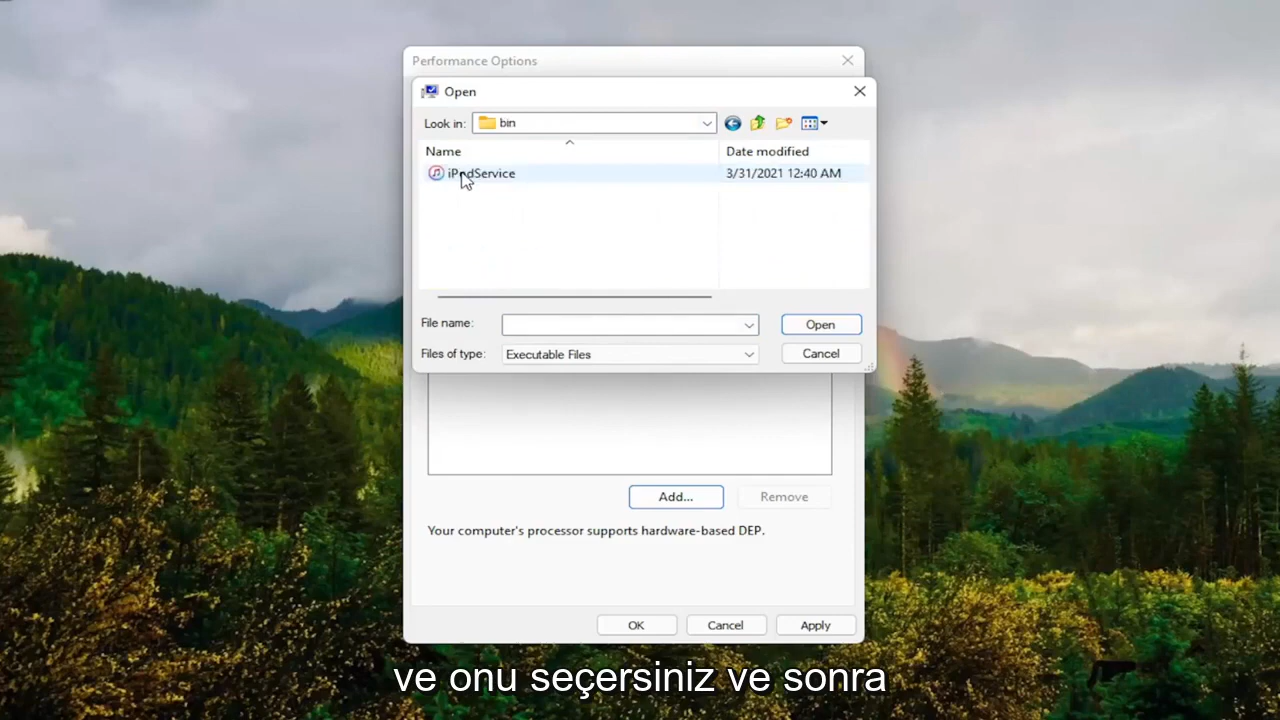 Performance Options
Open
Look in: bin
Name Date modified
iPodService 3/31/2021 12:40 AM
File name: Open
Files of type: Executable Files Cancel
Add... Remove
Your computer's processor supports hardware-based DEP.
OK Cancel Apply
ve onu seçersiniz ve sonra